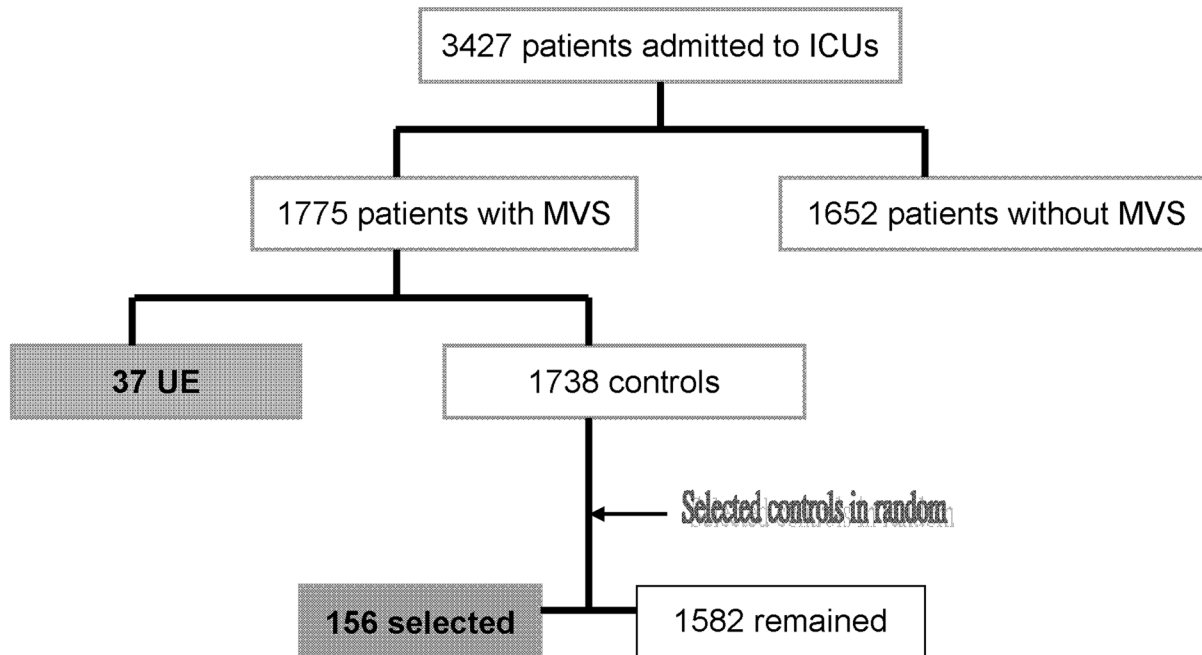 3427 patients admitted to ICUs
1775 patients with MVS
1652 patients without MVS
37 UE
1738 controls
Selected controls in random
156 selected
1582 remained